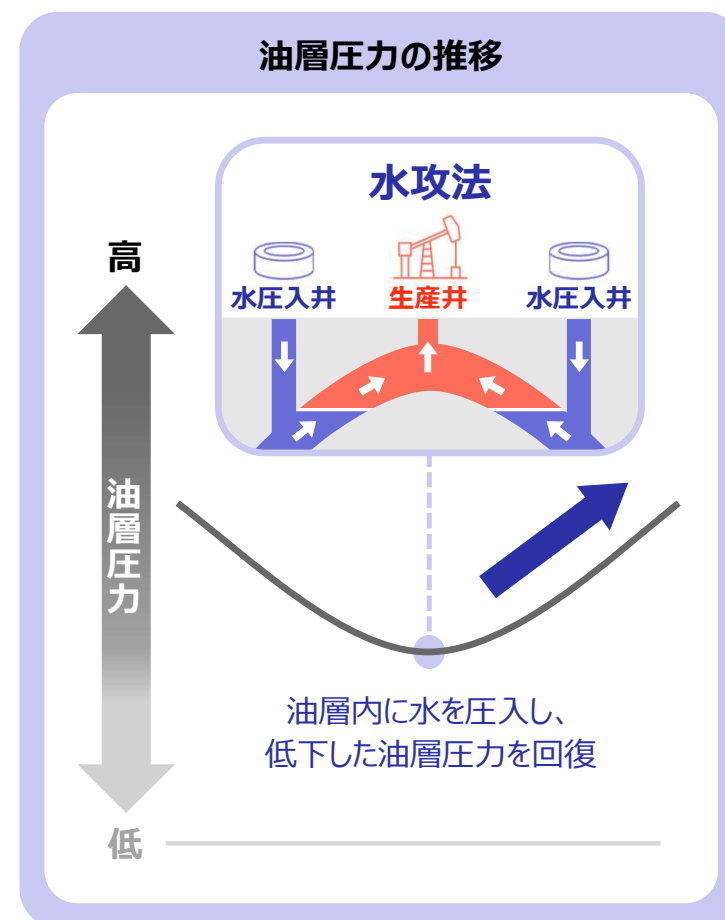 油層圧力の推移
水攻法
高
水圧入井
生産井
水圧入井
油層圧力
油層内に水を圧入し、
低下した油層圧力を回復
低